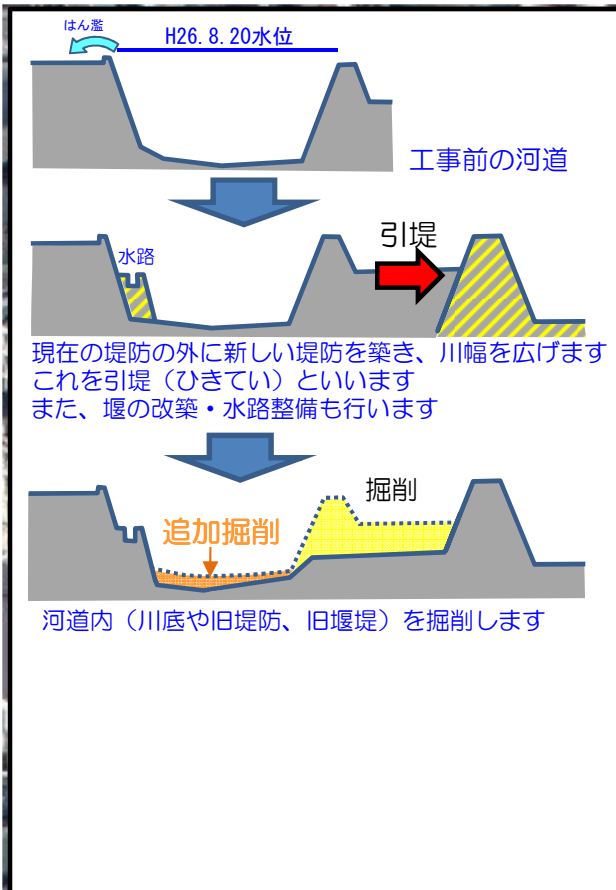 はん濫
H26.8.20水位
工事前の河道
引堤
水路
現在の堤防の外に新しい堤防を築き、川幅を広げます
これを引堤（ひきてい）といいます
また、堰の改築・水路整備も行います
掘削
追加掘削
河道内（川底や旧堤防、旧堰堤）を掘削します